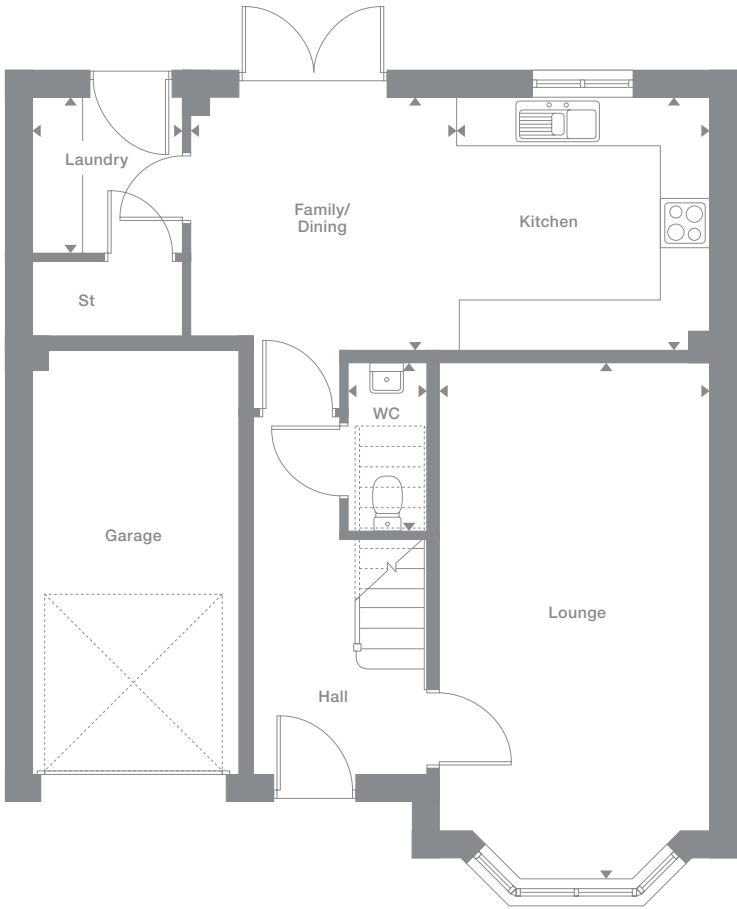 Laundry
Family/
Dining
Kitchen
St
WC
Garage
Lounge
Hall